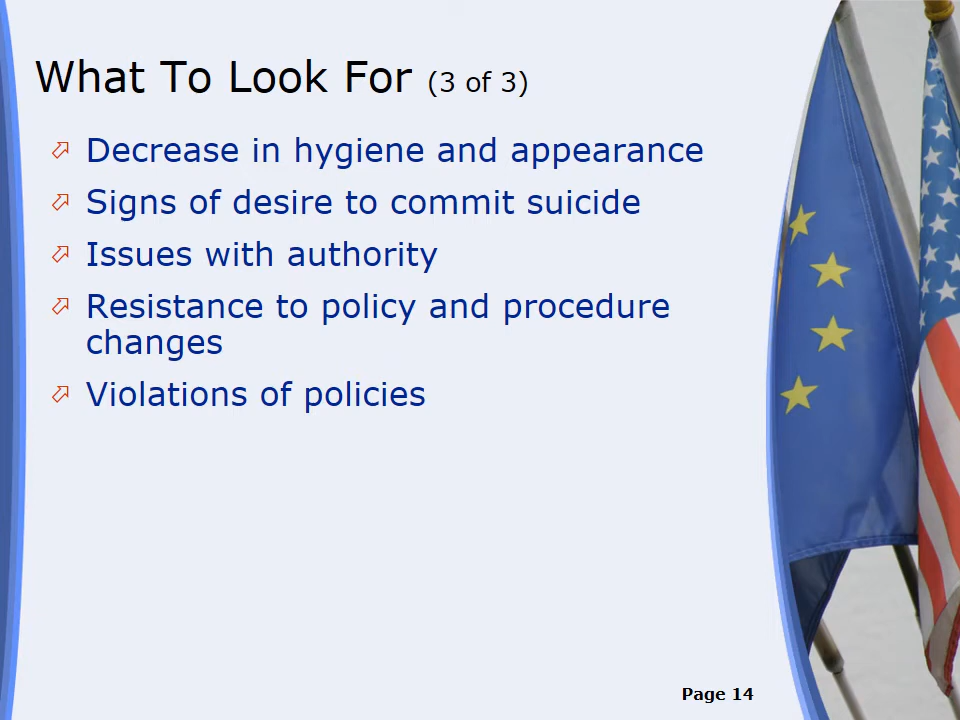 What To Look For (3 of 3)
Decrease in hygiene and appearance
Signs of desire to commit suicide
Issues with authority
Resistance to policy and procedure
changes
Violations of policies
Page 14